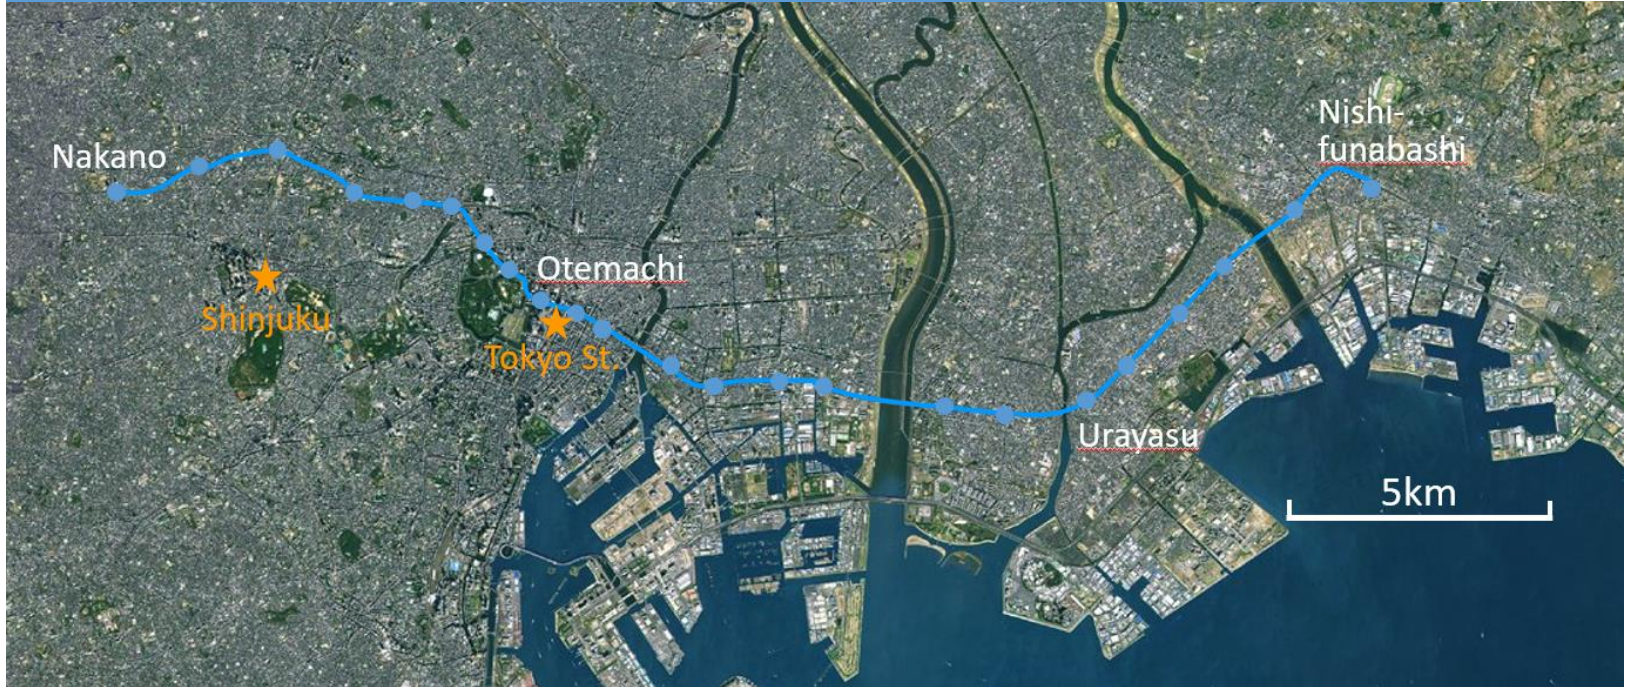 Nakano
Nishi-
funabashi
Otemachi
Shinjuku
Tokyo St.
Urayasu
5km